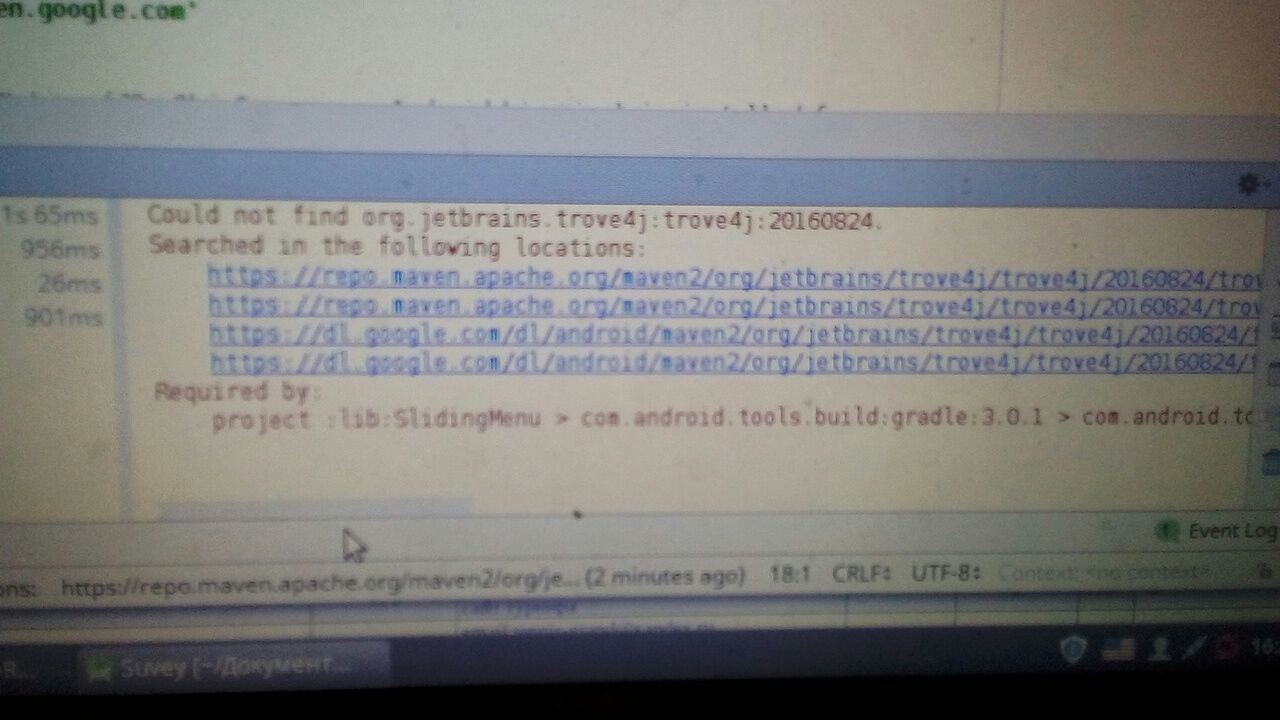 en.google.com'
1s 65ms
Could not find org.jetbrains.trove4j:trove4j:20160824.
956ms
Searched in the following locations:
26ms
https://repo.maven.apache.org/maven2/org/jetbrains/trove4j/trove4j/20160824/trov
901ms
https://repo.maven.apache.org/maven2/org/jetbrains/trove4j/trove4j/20160824/trov
https://dl.google.com/dl/android/maven2/org/jetbrains/trove4j/trove4j/20160824/t
https://dl.google.com/dl/android/maven2/org/jetbrains/trove4j/trove4j/20160824/t
Required by:
project :lib:SlidingMenu > com.android.tools.build:gradle:3.0.1 > com.android.to
Event Log
ons: https://repo.maven.apache.org/maven2/org/je... (2 minutes ago) 18:1 CRLF UTF-8 Context: <no context>
R... Suvey [~/Документ... 16: